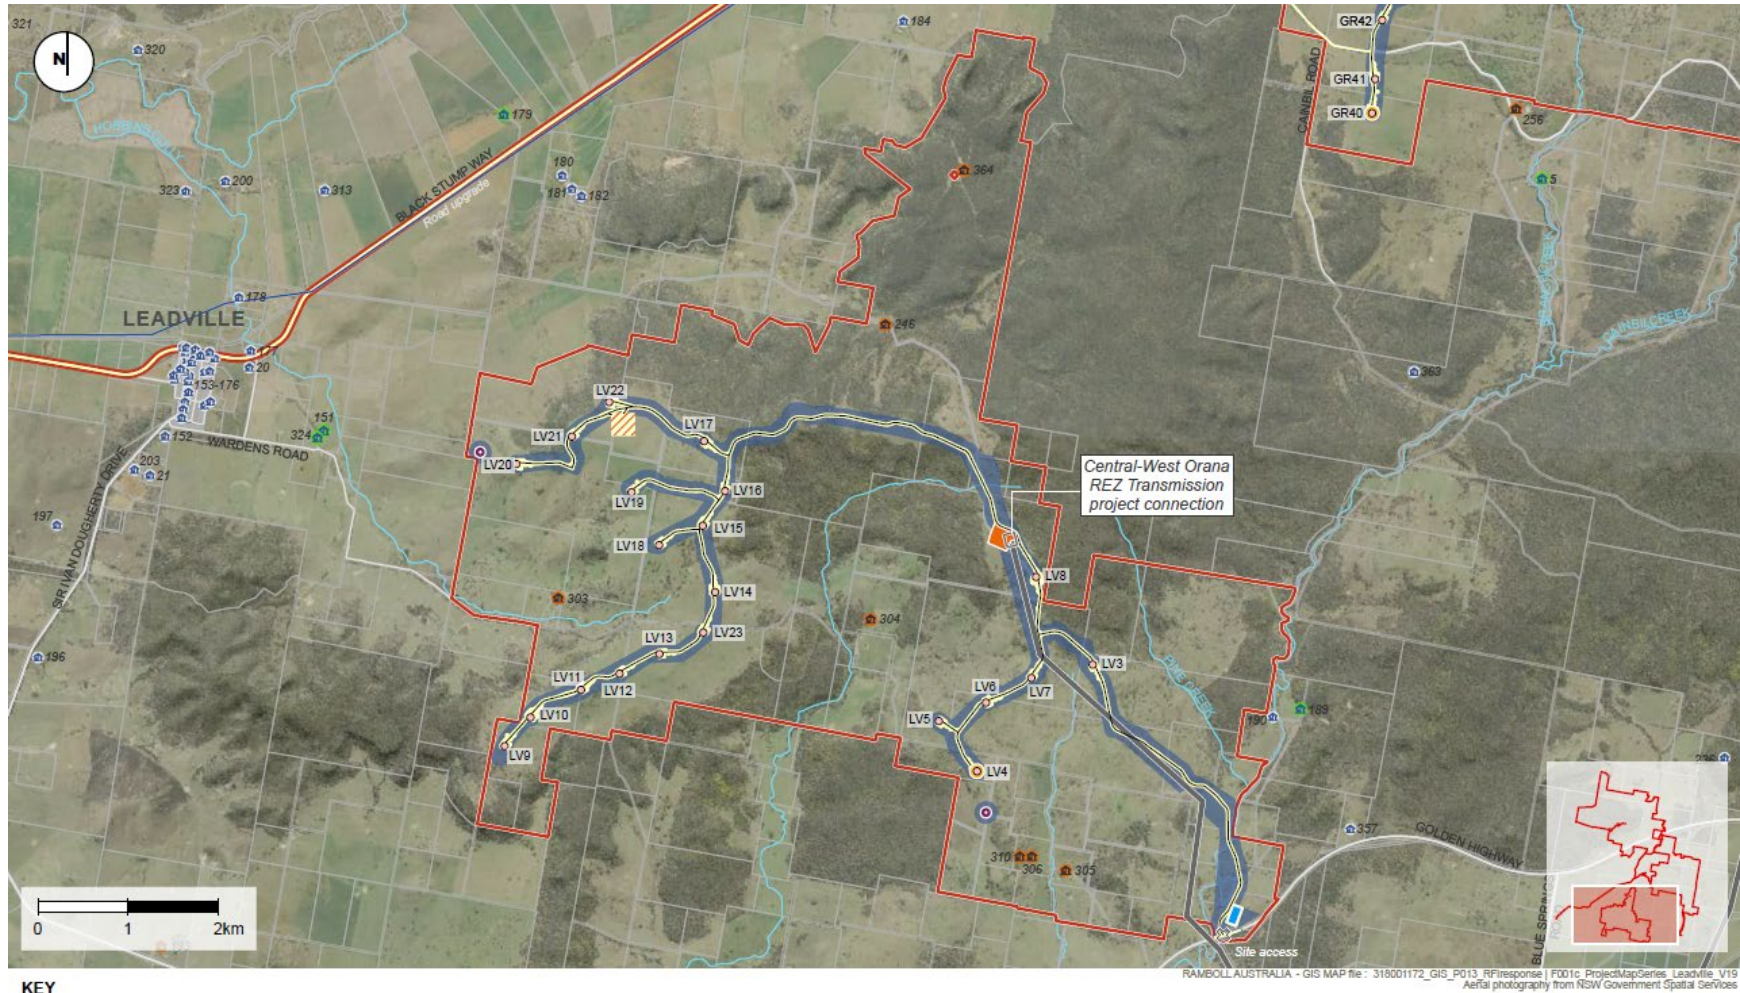 321
320
184
GR42
N
GR41
GR40
CAINBIL ROAD
256
179
BLACK STUMP WAY
Road upgrade
180
181
182
323
200
313
364
5
178
LEADVILLE
177
20
153-176
246
CAINBIL CREEK
363
151
324
152
WARDENS ROAD
203
21
197
SIR IVAN DOUGHERTY DRIVE
196
LV22
LV17
LV21
LV20
LV16
LV19
LV15
LV18
Central-West Orana
REZ Transmission
project connection
LV8
LV14
303
304
LV23
LV13
LV3
LV11
LV12
LV6
LV7
LV10
LV5
LV9
LV4
189
190
236
357
GOLDEN HIGHWAY
310
306
305
0
1
2km
Site access
ROAD
RAMBOLL AUSTRALIA - GIS MAP file : 318001172_GIS_P013_RFIresponse | F001c_ProjectMapSeries_Leadville_V19
Aerial photography from NSW Government Spatial Services
KEY